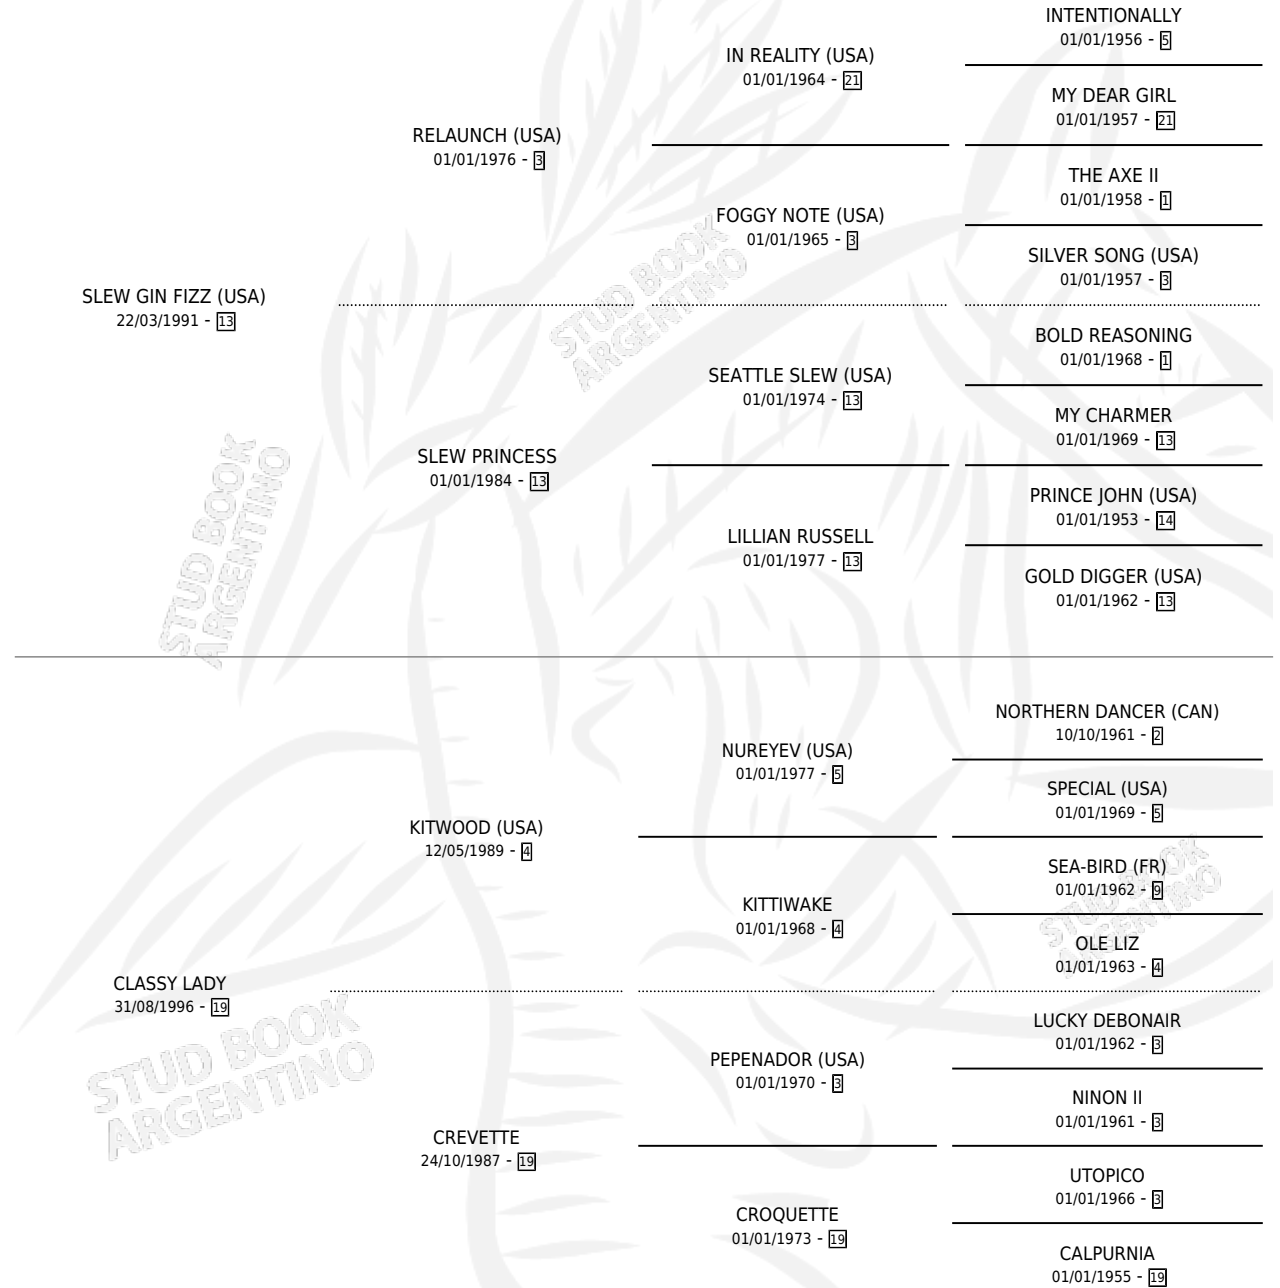 INTENTIONALLY
01/01/1956 - 5
IN REALITY (USA)
01/01/1964 - 21
MY DEAR GIRL
01/01/1957 - 21
RELAUNCH (USA)
01/01/1976 - 3
THE AXE II
01/01/1958 - 1
FOGGY NOTE (USA)
01/01/1965 - 3
SILVER SONG (USA)
01/01/1957 - 3
SLEW GIN FIZZ (USA)
22/03/1991 - 13
STUD BOOK
ARGENTINO
BOLD REASONING
01/01/1968 - 1
SEATTLE SLEW (USA)
01/01/1974 - 13
MY CHARMER
01/01/1969 - 13
SLEW PRINCESS
01/01/1984 - 13
PRINCE JOHN (USA)
01/01/1953 - 14
LILLIAN RUSSELL
01/01/1977 - 13
GOLD DIGGER (USA)
01/01/1962 - 13
STUD BOOK
ARGENTINO
NORTHERN DANCER (CAN)
10/10/1961 - 2
NUREYEV (USA)
01/01/1977 - 5
SPECIAL (USA)
01/01/1969 - 5
KITWOOD (USA)
12/05/1989 - 4
SEA-BIRD (FR)
01/01/1962 - 9
KITTIWAKE
01/01/1968 - 4
OLE LIZ
01/01/1963 - 4
STUD BOOK
ARGENTINO
CLASSY LADY
31/08/1996 - 19
LUCKY DEBONAIR
01/01/1962 - 3
PEPENADOR (USA)
01/01/1970 - 3
NINON II
01/01/1961 - 3
STUD BOOK
ARGENTINO
CREVETTE
24/10/1987 - 19
UTOPICO
01/01/1966 - 3
CROQUETTE
01/01/1973 - 19
CALPURNIA
01/01/1955 - 19